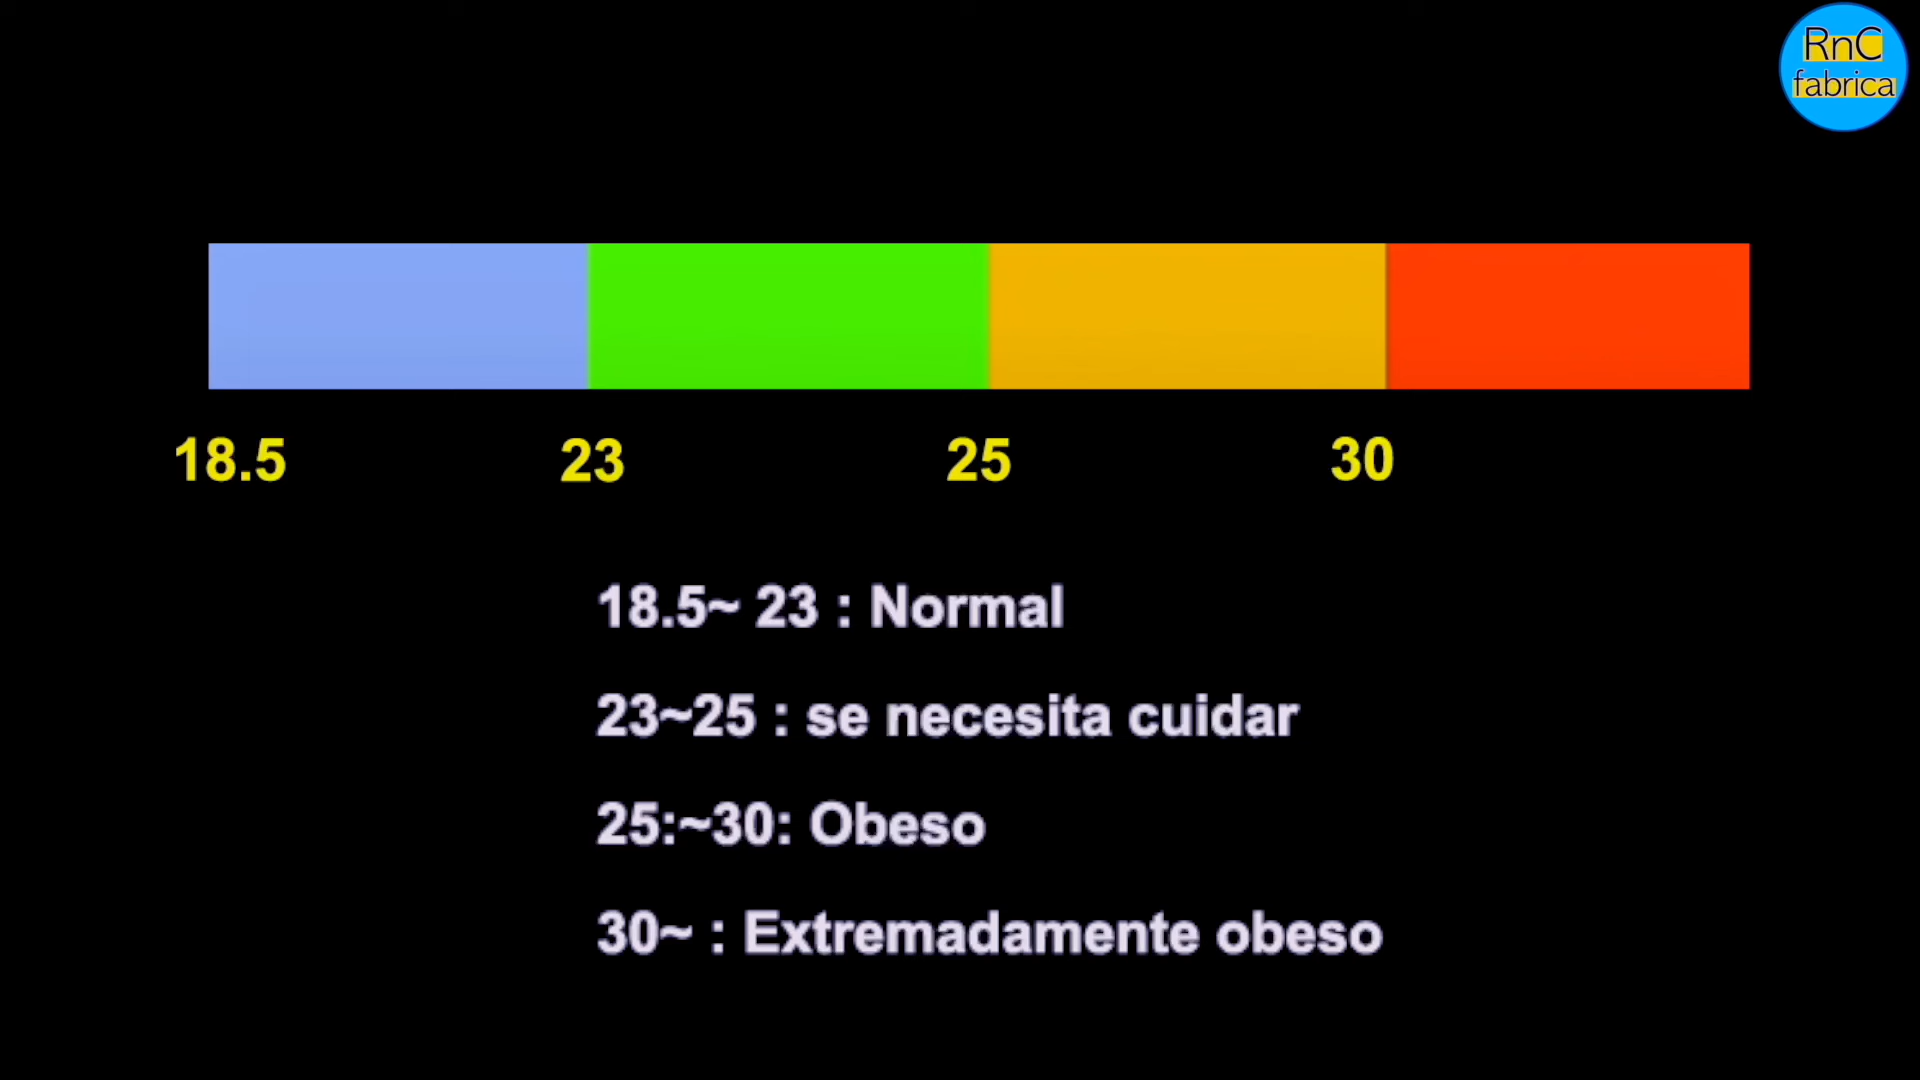 RnC
fabrica
18.5 23 25 30
18.5~ 23 : Normal
23~25 : se necesita cuidar
25:~30: Obeso
30~ : Extremadamente obeso